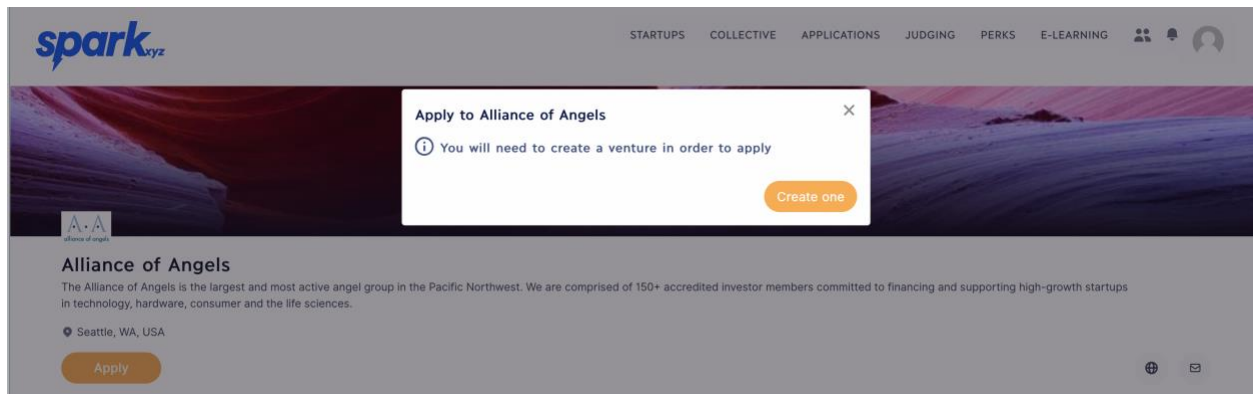 spark xyz
STARTUPS COLLECTIVE APPLICATIONS JUDGING PERKS E-LEARNING
Apply to Alliance of Angels
You will need to create a venture in order to apply
Create one
A·A
alliance of angels
Alliance of Angels
The Alliance of Angels is the largest and most active angel group in the Pacific Northwest. We are comprised of 150+ accredited investor members committed to financing and supporting high-growth startups
in technology, hardware, consumer and the life sciences.
Seattle, WA, USA
Apply